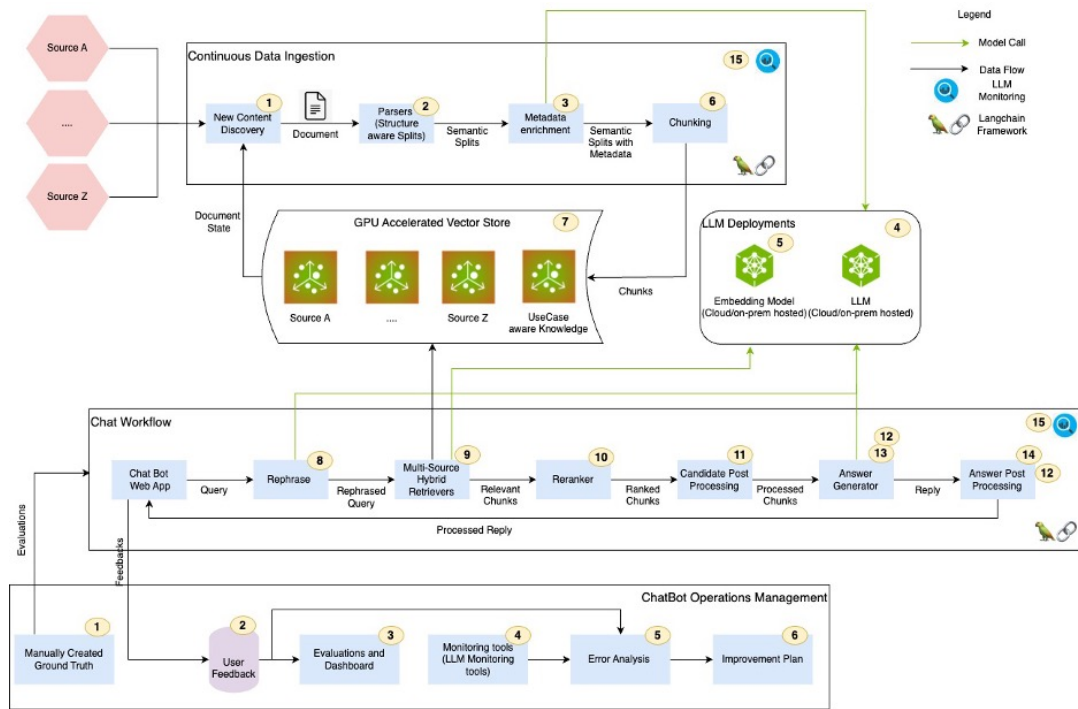 Legend
Model Call
Data Flow
LLM
Monitoring
Langchain
Framework
Source A
....
Source Z
Continuous Data Ingestion
15
1
New Content
Discovery
Document
2
Parsers
(Structure
aware Splits)
Semantic
Splits
3
Metadata
enrichment
Semantic
Splits with
Metadata
6
Chunking
Document
State
GPU Accelerated Vector Store
7
Source A
....
Source Z
UseCase
aware Knowledge
Chunks
LLM Deployments
4
5
Embedding Model
(Cloud/on-prem hosted)
LLM
(Cloud/on-prem hosted)
Chat Workflow
15
Chat Bot
Web App
Query
8
Rephrase
Rephrased
Query
9
Multi-Source
Hybrid
Retrievers
Relevant
Chunks
10
Reranker
Ranked
Chunks
11
Candidate Post
Processing
Processed
Chunks
12
13
Answer
Generator
Reply
14
12
Answer Post
Processing
Processed Reply
Evaluations
Feedbacks
ChatBot Operations Management
1
Manually Created
Ground Truth
2
User
Feedback
3
Evaluations and
Dashboard
4
Monitoring tools
(LLM Monitoring
tools)
5
Error Analysis
6
Improvement Plan